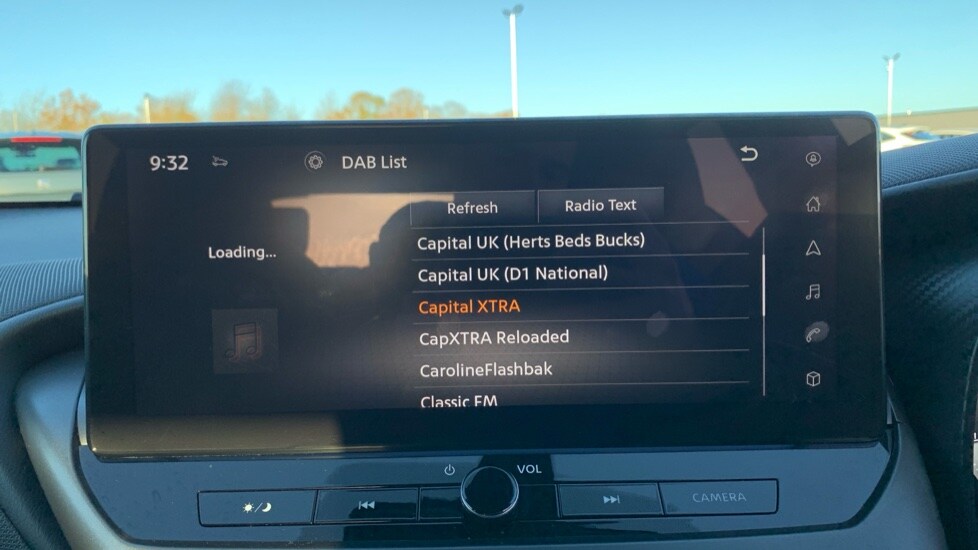 9:32
DAB List
Refresh
Radio Text
Loading...
Capital UK (Herts Beds Bucks)
Capital UK (D1 National)
Capital XTRA
CapXTRA Reloaded
CarolineFlashbak
Classic FM
VOL
CAMERA